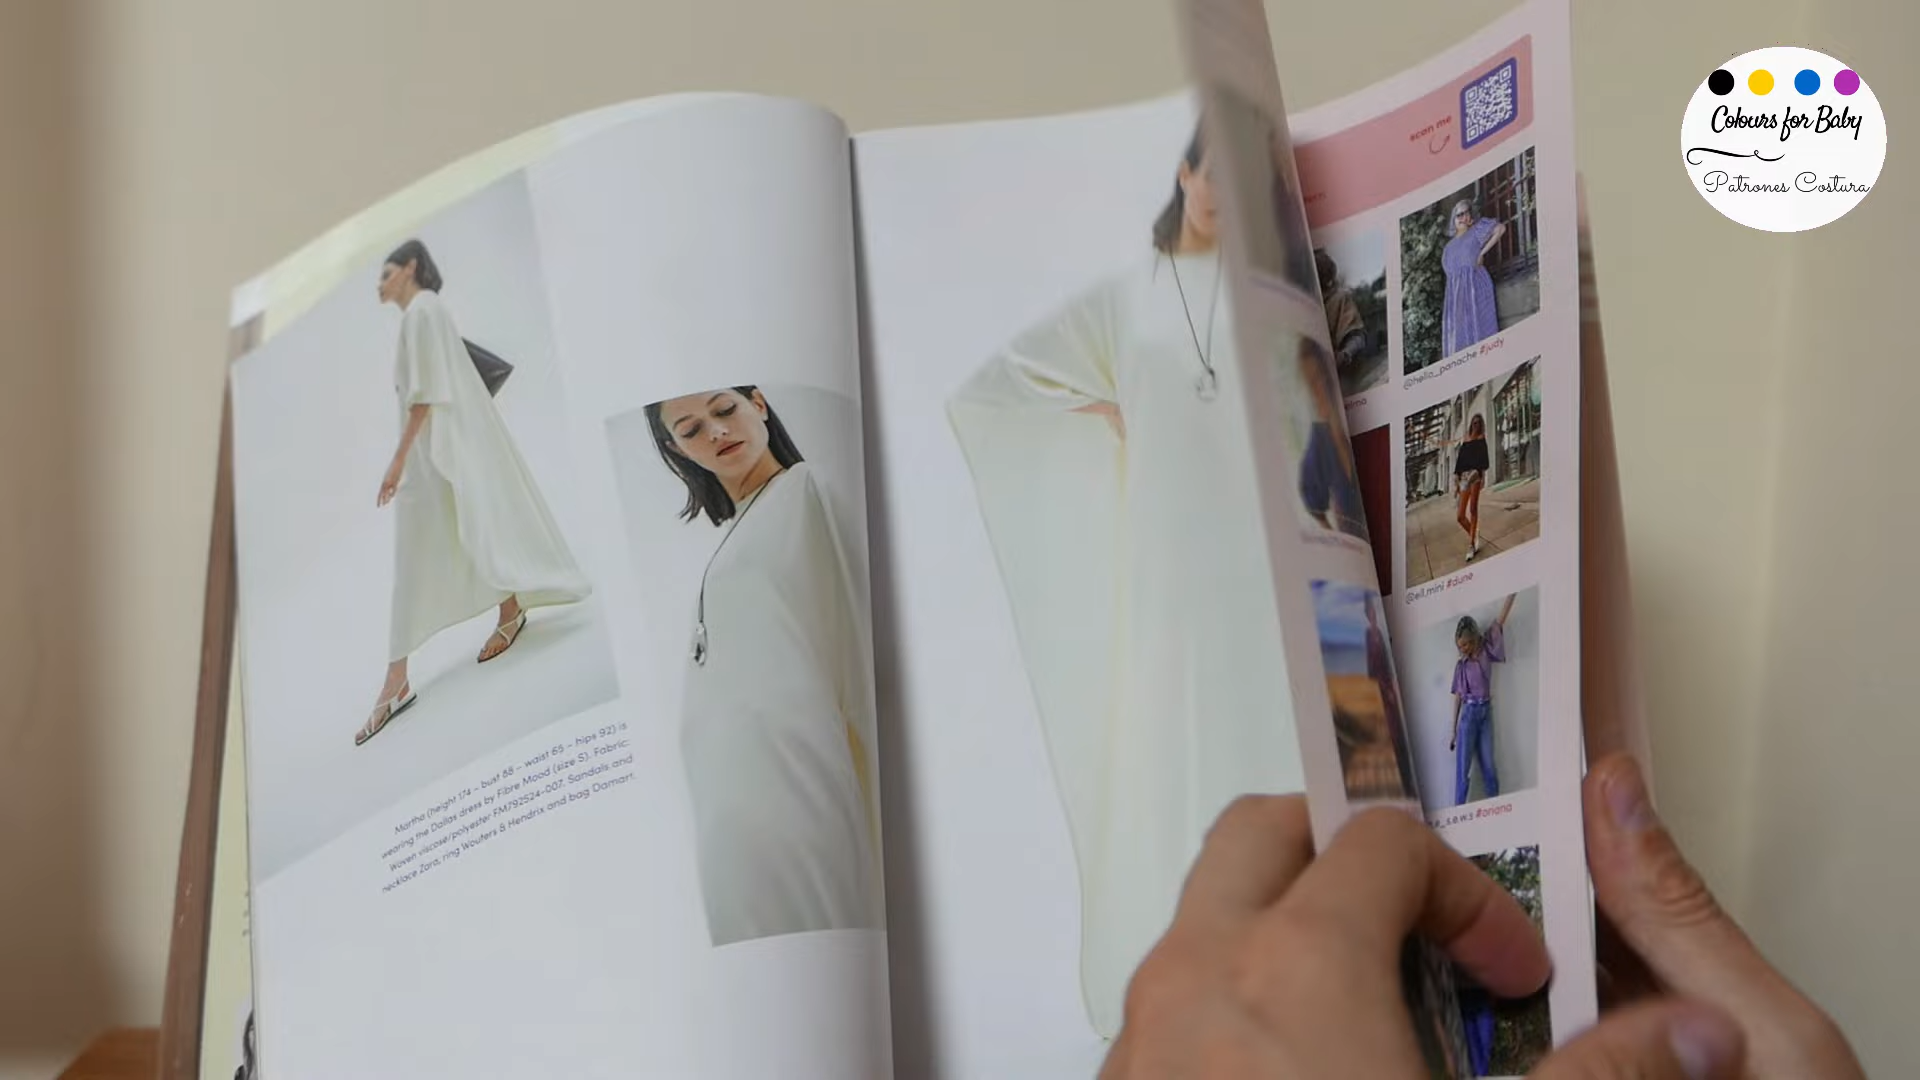 Martha (height 174 – bust 88 – waist 65 – hips 92) is
wearing the Dallas dress by Fibre Mood (size S). Fabric:
Woven viscose/polyester FM792524-007. Sandals and
necklace Zara, ring Wouters & Hendrix and bag Damart.
scan me
@hello_panache #judy
@ell.mini #dune
e_s.e.w.s #ariana
Colours for Baby
Patrones Costura